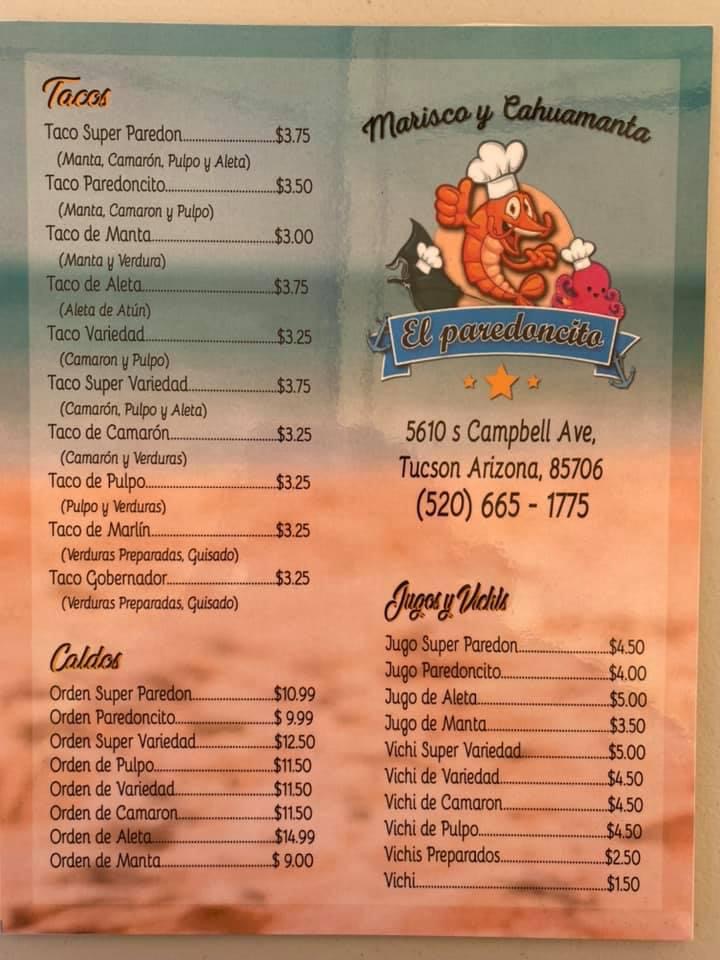 Tacos
Taco Super Paredon..............................$3.75
(Manta, Camarón, Pulpo y Aleta)
Taco Paredoncito..............................$3.50
(Manta, Camaron y Pulpo)
Taco de Manta..............................$3.00
(Manta y Verdura)
Taco de Aleta..............................$3.75
(Aleta de Atún)
Taco Variedad..............................$3.25
(Camaron y Pulpo)
Taco Super Variedad..............................$3.75
(Camarón, Pulpo y Aleta)
Taco de Camarón..............................$3.25
(Camarón y Verduras)
Taco de Pulpo..............................$3.25
(Pulpo y Verduras)
Taco de Marlín..............................$3.25
(Verduras Preparadas, Guisado)
Taco Gobernador..............................$3.25
(Verduras Preparadas, Guisado)
Caldos
Orden Super Paredon....................$10.99
Orden Paredoncito....................$ 9.99
Orden Super Variedad....................$12.50
Orden de Pulpo....................$11.50
Orden de Variedad....................$11.50
Orden de Camaron....................$11.50
Orden de Aleta....................$14.99
Orden de Manta....................$ 9.00
Marisco y Cahuamanta
El paredoncito
5610 s Campbell Ave,
Tucson Arizona, 85706
(520) 665 - 1775
Jugos y Vichis
Jugo Super Paredon....................$4.50
Jugo Paredoncito....................$4.00
Jugo de Aleta....................$5.00
Jugo de Manta....................$3.50
Vichi Super Variedad....................$5.00
Vichi de Variedad....................$4.50
Vichi de Camaron....................$4.50
Vichi de Pulpo....................$4.50
Vichis Preparados....................$2.50
Vichi....................$1.50